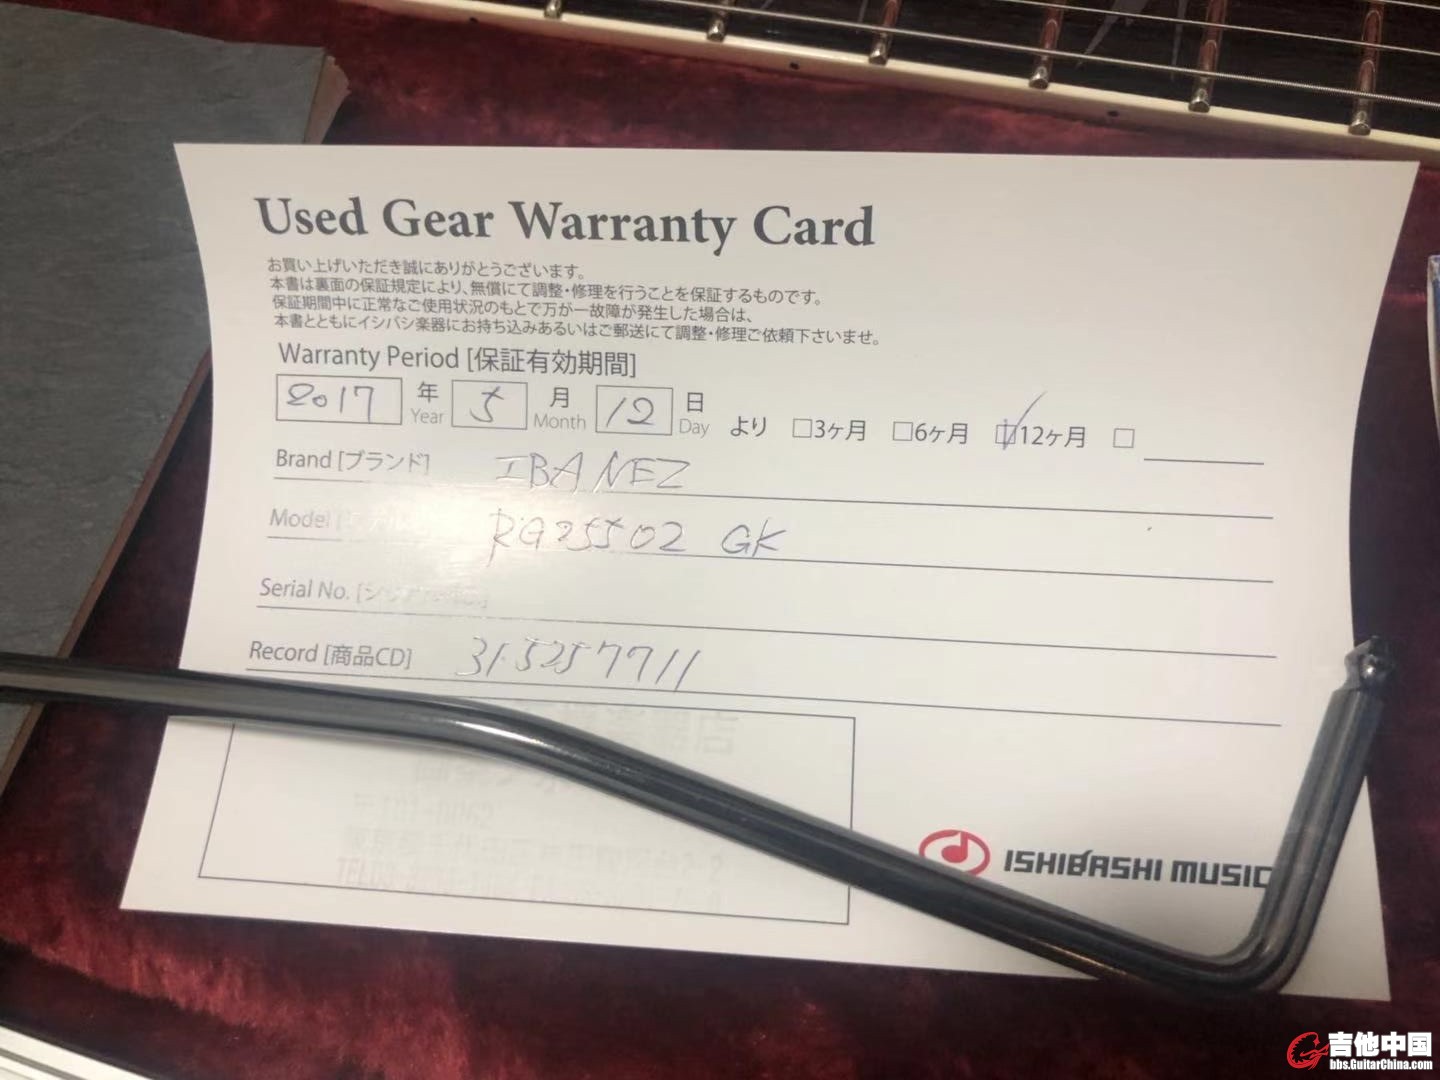 Used Gear Warranty Card
お買い上げいただき誠にありがとうございます。
本書は裏面の保証規定により、無償にて調整・修理を行うことを保証するものです。
保証期間中に正常なご使用状況のもとで万が一故障が発生した場合は、
本書とともにイシバシ楽器にお持ち込みあるいはご郵送にて調整・修理ご依頼下さいませ。
Warranty Period [保証有効期間]
2017 年 Year 5 月 Month 12 日 Day より □3ヶ月 □6ヶ月 ☑12ヶ月 □
Brand [ブランド] IBANEZ
Model RG2550Z GK
Serial No.
Record [商品CD] 315257711
ISHIBASHI MUSIC
吉他中国
bbs.GuitarChina.com